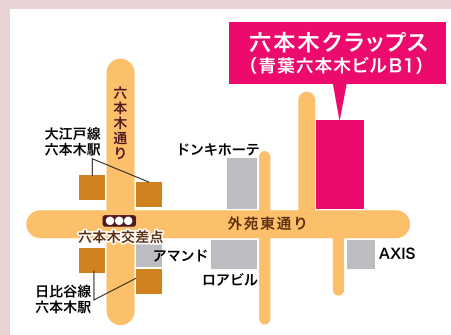 六本木クラップス
（青葉六本木ビルB1）
六本木通り
大江戸線
六本木駅
ドンキホーテ
外苑東通り
六本木交差点
アマンド
AXIS
ロアビル
日比谷線
六本木駅